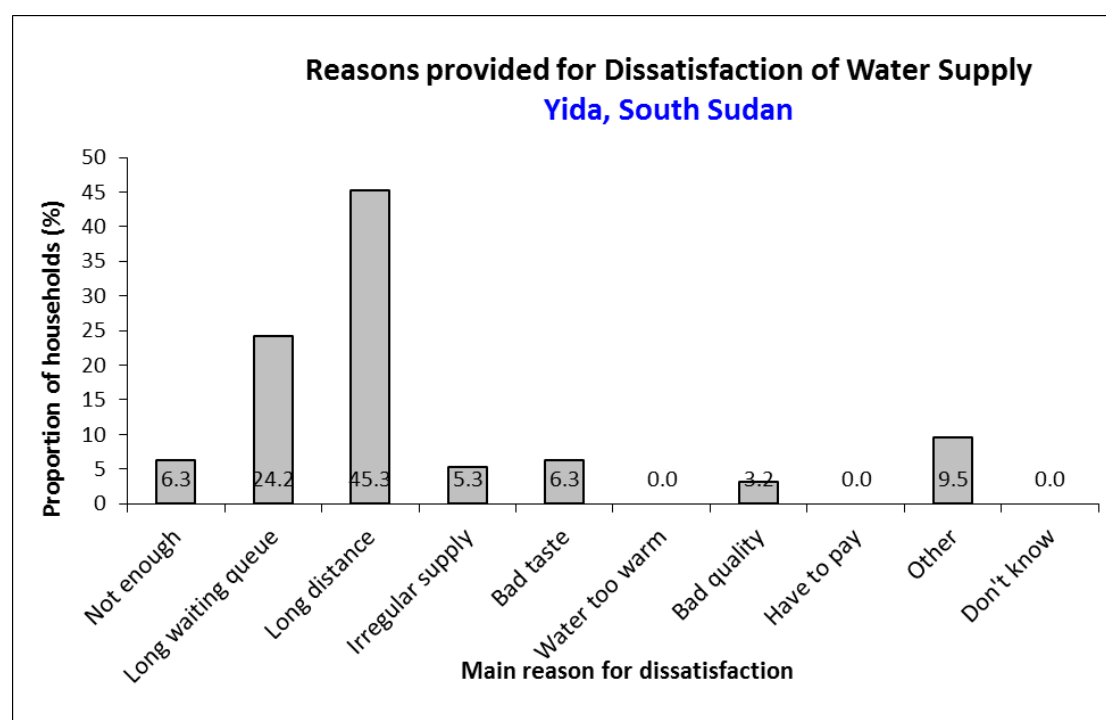 Reasons provided for Dissatisfaction of Water Supply
Yida, South Sudan
Proportion of households (%)
50
45
40
35
30
25
20
15
10
5
0
6.3
24.2
45.3
5.3
6.3
0.0
3.2
0.0
9.5
0.0
Not enough
Long waiting queue
Long distance
Irregular supply
Bad taste
Water too warm
Bad quality
Have to pay
Other
Don't know
Main reason for dissatisfaction